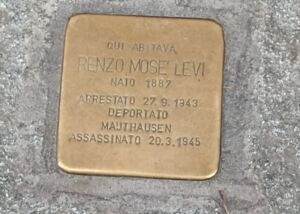 QUI ABITAVA
RENZO MOSE' LEVI
NATO 1887
ARRESTATO 27.9.1943
DEPORTATO
MAUTHAUSEN
ASSASSINATO 20.3.1945